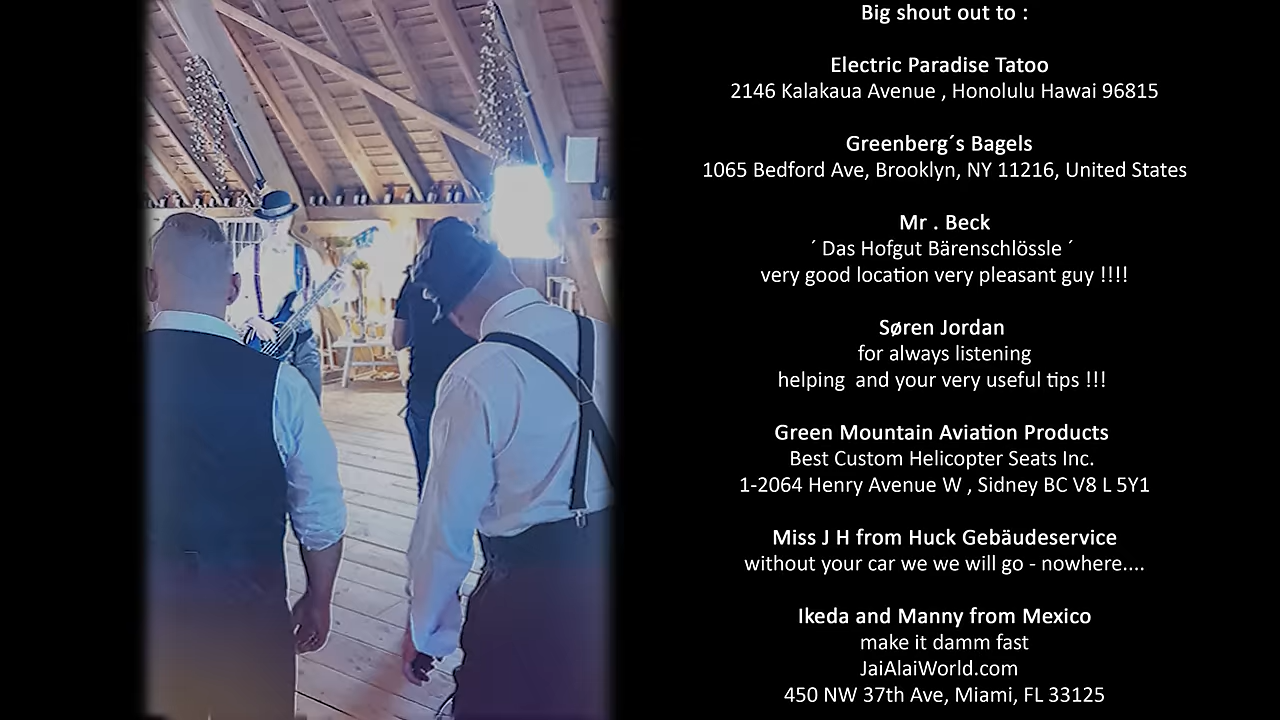 Big shout out to :
Electric Paradise Tatoo
2146 Kalakaua Avenue , Honolulu Hawai 96815
Greenberg´s Bagels
1065 Bedford Ave, Brooklyn, NY 11216, United States
Mr . Beck
´ Das Hofgut Bärenschlössle ´
very good location very pleasant guy !!!!
Søren Jordan
for always listening
helping  and your very useful tips !!!
Green Mountain Aviation Products
Best Custom Helicopter Seats Inc.
1-2064 Henry Avenue W , Sidney BC V8 L 5Y1
Miss J H from Huck Gebäudeservice
without your car we we will go - nowhere....
Ikeda and Manny from Mexico
make it damm fast
JaiAlaiWorld.com
450 NW 37th Ave, Miami, FL 33125